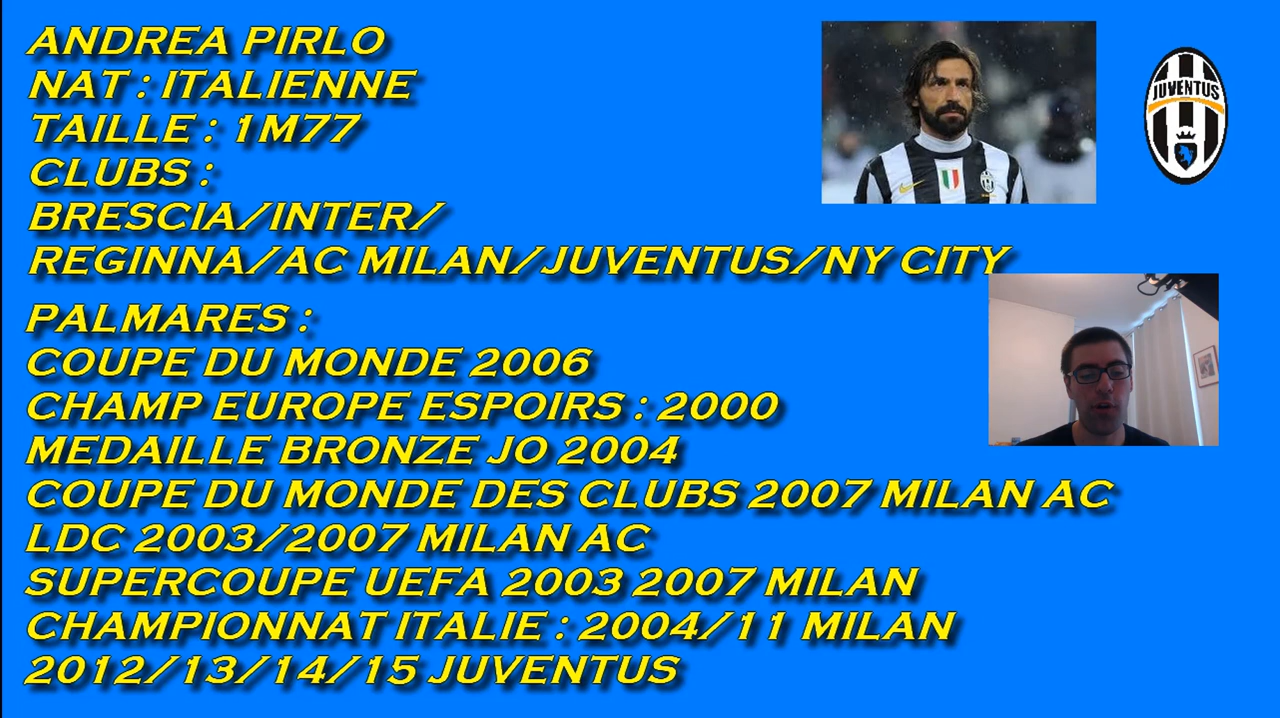 ANDREA PIRLO
NAT : ITALIENNE
TAILLE : 1M77
CLUBS :
BRESCIA/INTER/
REGINNA/AC MILAN/JUVENTUS/NY CITY
PALMARES :
COUPE DU MONDE 2006
CHAMP EUROPE ESPOIRS : 2000
MEDAILLE BRONZE JO 2004
COUPE DU MONDE DES CLUBS 2007 MILAN AC
LDC 2003/2007 MILAN AC
SUPERCOUPE UEFA 2003 2007 MILAN
CHAMPIONNAT ITALIE : 2004/11 MILAN
2012/13/14/15 JUVENTUS
JUVENTUS